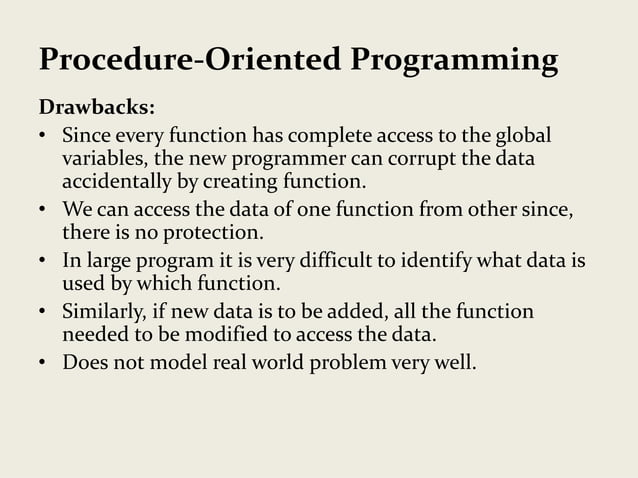 Procedure-Oriented Programming
Drawbacks:
• Since every function has complete access to the global
variables, the new programmer can corrupt the data
accidentally by creating function.
• We can access the data of one function from other since,
there is no protection.
• In large program it is very difficult to identify what data is
used by which function.
• Similarly, if new data is to be added, all the function
needed to be modified to access the data.
• Does not model real world problem very well.